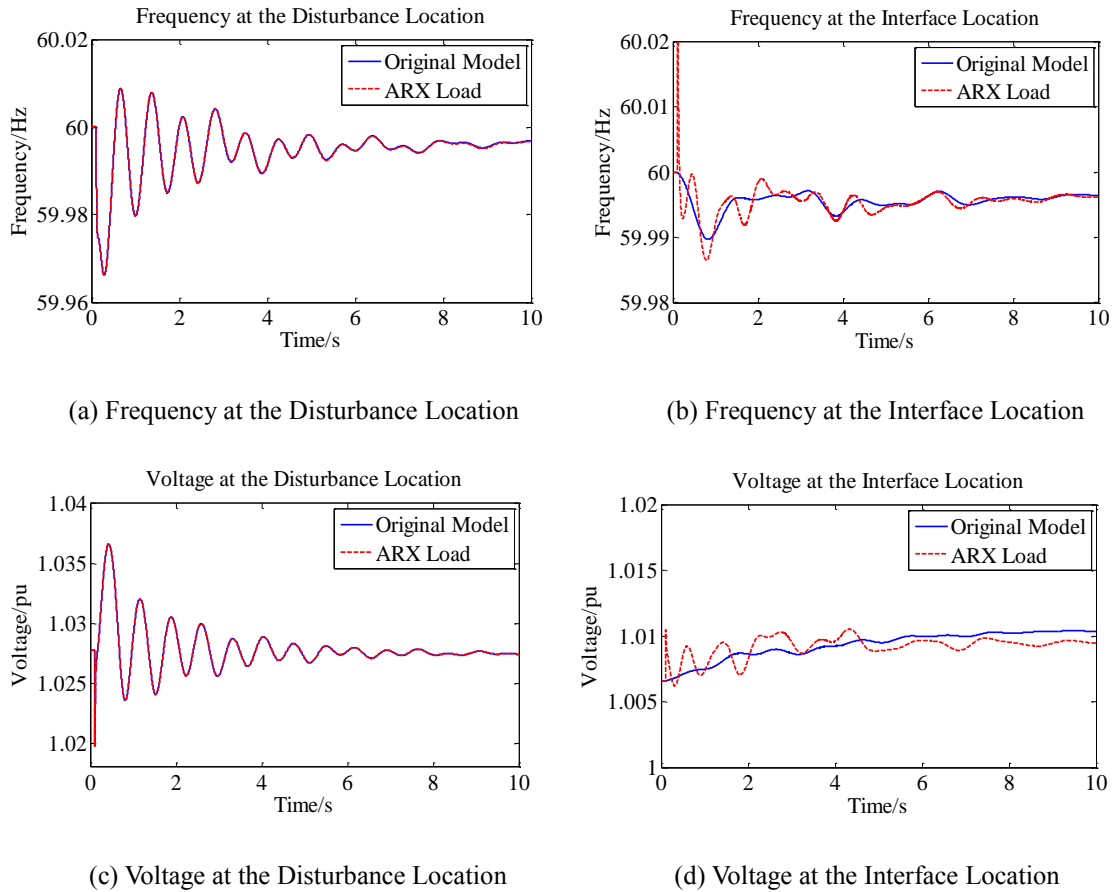 Frequency at the Disturbance Location
60.02
60
59.98
59.96
Frequency/Hz
Original Model
ARX Load
0 2 4 6 8 10
Time/s
(a) Frequency at the Disturbance Location
Frequency at the Interface Location
60.02
60.01
60
59.99
59.98
Frequency/Hz
Original Model
ARX Load
0 2 4 6 8 10
Time/s
(b) Frequency at the Interface Location
Voltage at the Disturbance Location
1.04
1.035
1.03
1.025
1.02
Voltage/pu
Original Model
ARX Load
0 2 4 6 8 10
Time/s
(c) Voltage at the Disturbance Location
Voltage at the Interface Location
1.02
1.015
1.01
1.005
1
Voltage/pu
Original Model
ARX Load
0 2 4 6 8 10
Time/s
(d) Voltage at the Interface Location